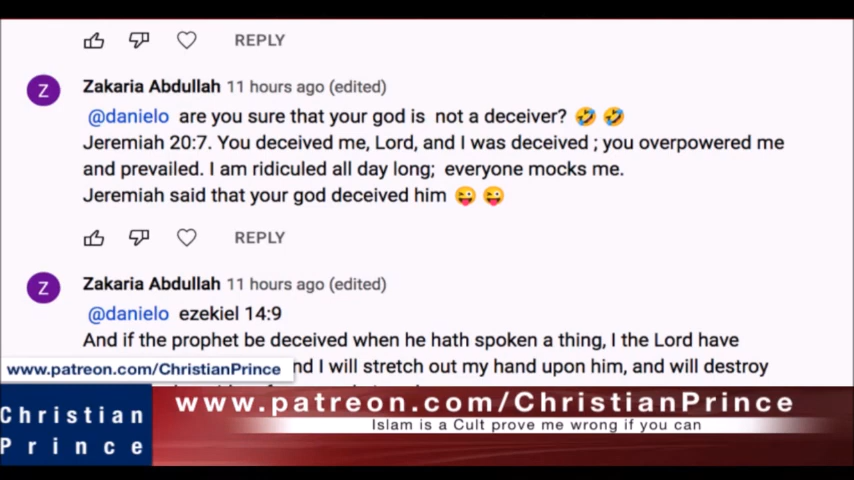 REPLY
Z
Zakaria Abdullah 11 hours ago (edited)
@danielo are you sure that your god is not a deceiver? 🤣 🤣
Jeremiah 20:7. You deceived me, Lord, and I was deceived ; you overpowered me
and prevailed. I am ridiculed all day long; everyone mocks me.
Jeremiah said that your god deceived him 😜 😜
REPLY
Z
Zakaria Abdullah 11 hours ago (edited)
@danielo ezekiel 14:9
And if the prophet be deceived when he hath spoken a thing, I the Lord have
www.patreon.com/ChristianPrince
nd I will stretch out my hand upon him, and will destroy
Christian
Prince
www.patreon.com/ChristianPrince
Islam is a Cult prove me wrong if you can